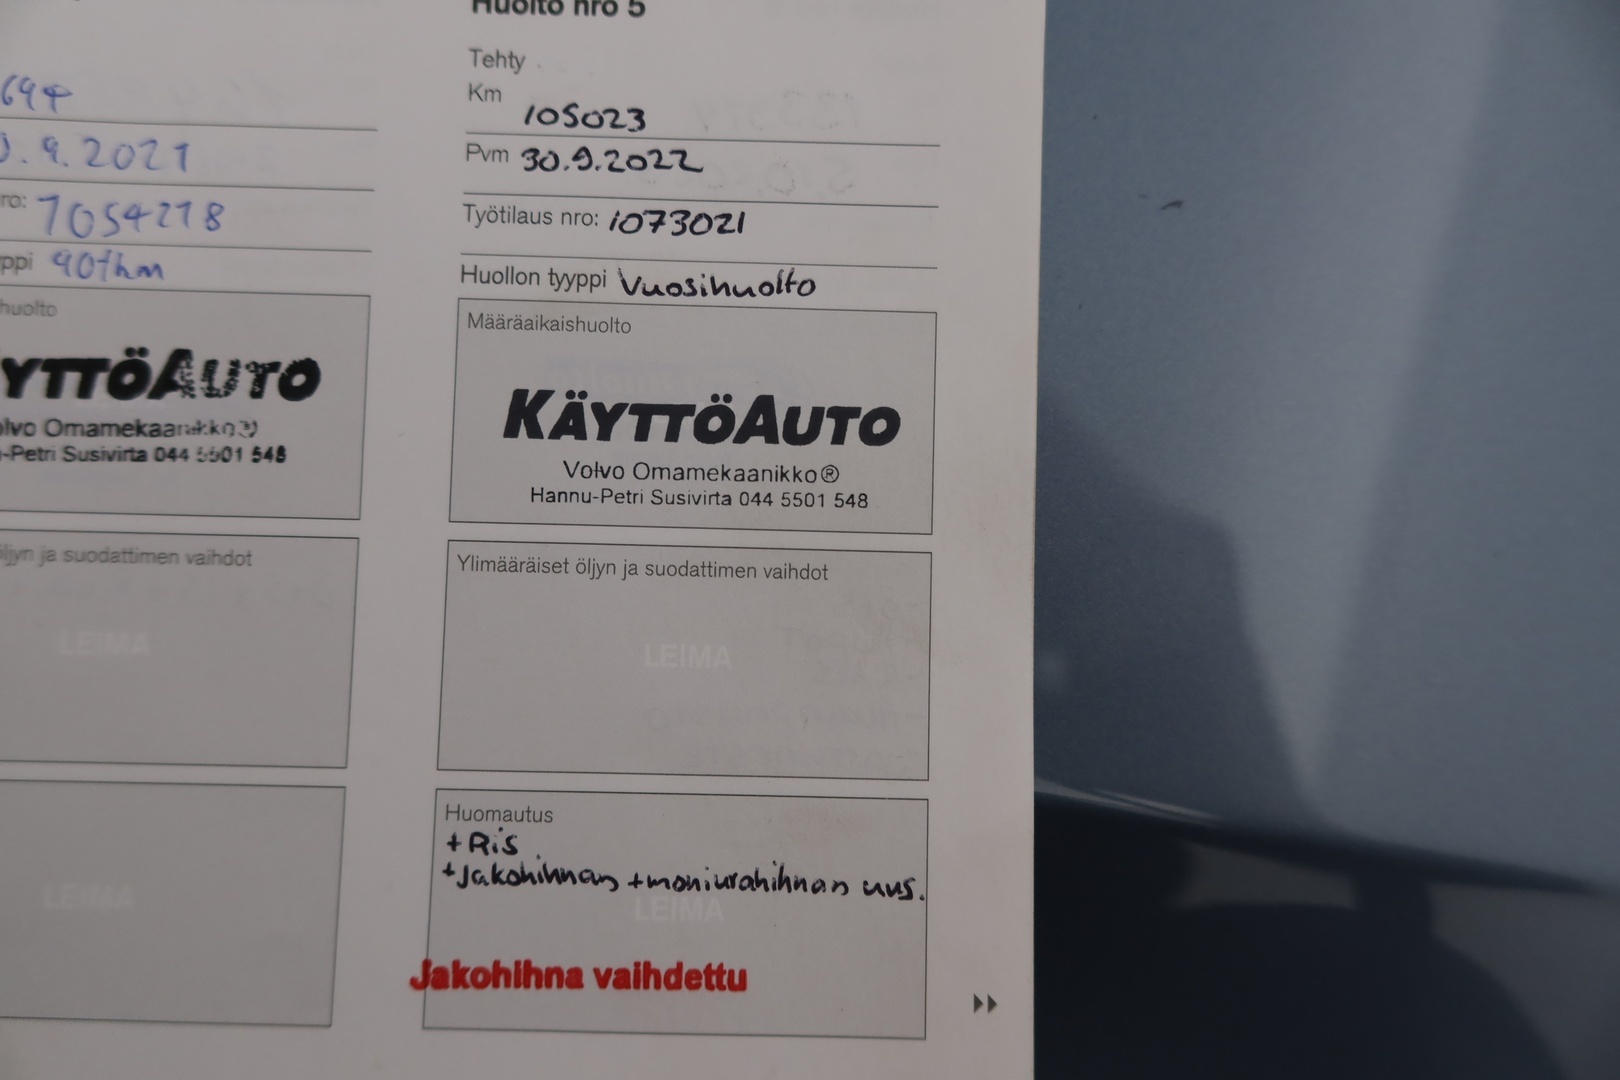 694
.9.2021
ro: 1054218
yppi 90tkm
huolto
YTTÖAUTO
olvo Omamekaanikko®
-Petri Susivirta 044 5501 548
öljyn ja suodattimen vaihdot
LEIMA
LEIMA
Huolto nro 5
Tehty
Km 105023
Pvm 30.9.2022
Työtilaus nro: 1073021
Huollon tyyppi Vuosihuolto
Määräaikaishuolto
KÄYTTÖAUTO
Volvo Omamekaanikko®
Hannu-Petri Susivirta 044 5501 548
Ylimääräiset öljyn ja suodattimen vaihdot
LEIMA
Huomautus
+Ris
+Jakohihnan +moniurahihnan uus.
LEIMA
Jakohihna vaihdettu